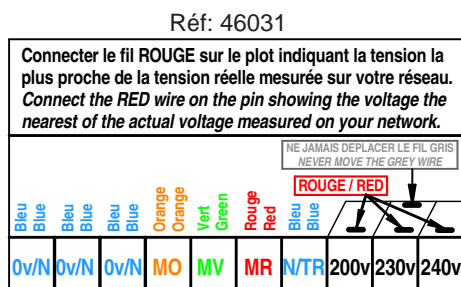 Réf: 46031
Connecter le fil ROUGE sur le plot indiquant la tension la
plus proche de la tension réelle mesurée sur votre réseau.
Connect the RED wire on the pin showing the voltage the
nearest of the actual voltage measured on your network.
NE JAMAIS DEPLACER LE FIL GRIS
NEVER MOVE THE GREY WIRE
ROUGE / RED
Bleu
Blue
Bleu
Blue
Bleu
Blue
Orange
Orange
Vert
Green
Rouge
Red
Bleu
Blue
0v/N 0v/N 0v/N MO MV MR N/TR 200v 230v 240v